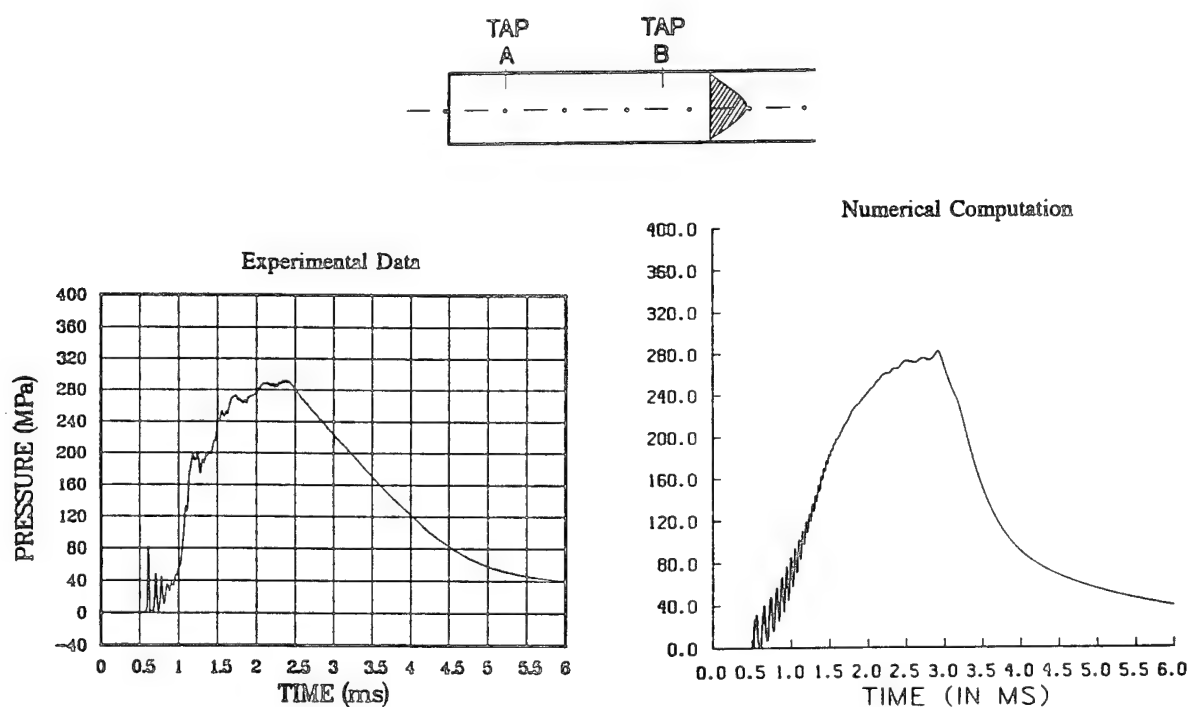 TAP
A
TAP
B
Experimental Data
400
360
320
280
240
200
160
120
80
40
0
-40
PRESSURE (MPa)
0 0.5 1 1.5 2 2.5 3 3.5 4 4.5 5 5.5 6
TIME (ms)
Numerical Computation
400.0
360.0
320.0
280.0
240.0
200.0
160.0
120.0
80.0
40.0
0.0
0.0 0.5 1.0 1.5 2.0 2.5 3.0 3.5 4.0 4.5 5.0 5.5 6.0
TIME (IN MS)